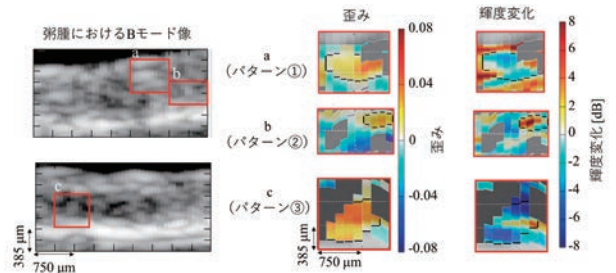 粥腫におけるBモード像
a
b
c
385 μm
750 μm
歪み
a
(パターン①)
b
(パターン②)
c
(パターン③)
385 μm
750 μm
0.08
0.04
0
-0.04
-0.08
歪み
輝度変化
8
6
4
2
0
-2
-4
-6
-8
輝度変化 [dB]